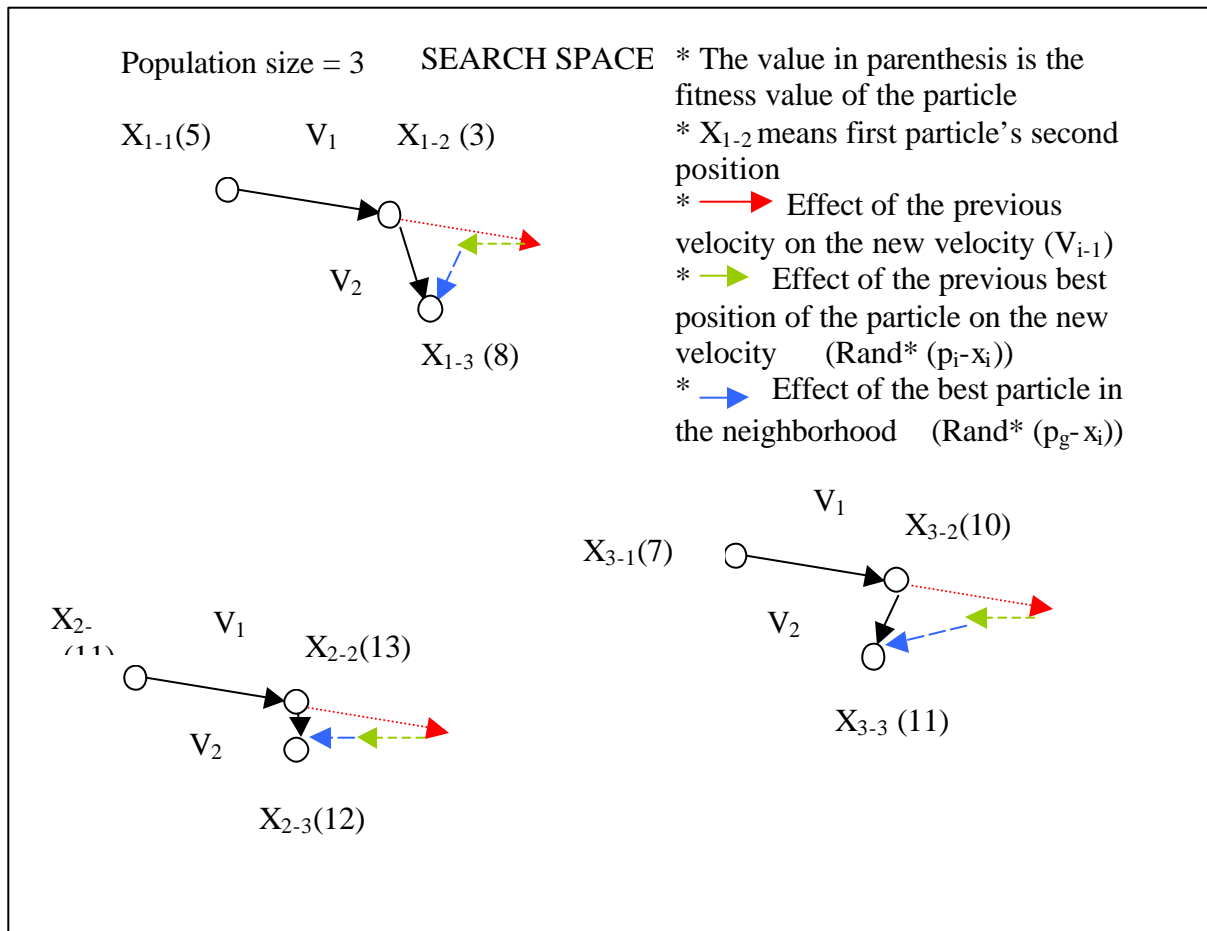 Population size = 3 SEARCH SPACE
* The value in parenthesis is the
fitness value of the particle
* X1-2 means first particle's second
position
* Effect of the previous
velocity on the new velocity (Vi-1)
* Effect of the previous best
position of the particle on the new
velocity (Rand* (pi-xi))
* Effect of the best particle in
the neighborhood (Rand* (pg-xi))
X1-1(5) V1 X1-2 (3)
V2
X1-3 (8)
V1
X3-2(10)
X3-1(7)
V2
X3-3 (11)
X2-
V1
X2-2(13)
V2
X2-3(12)